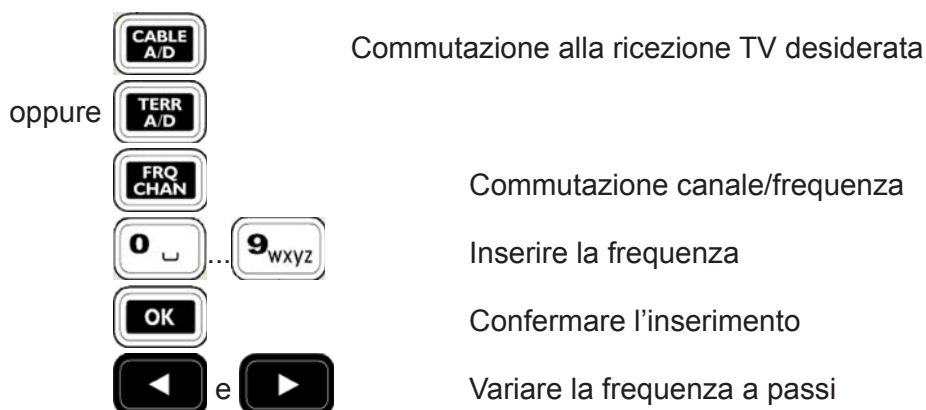 CABLE A/D Commutazione alla ricezione TV desiderata
oppure TERR A/D
FRQ CHAN Commutazione canale/frequenza
0 ␣ ... 9wxyz Inserire la frequenza
OK Confermare l’inserimento
◄ e ► Variare la frequenza a passi